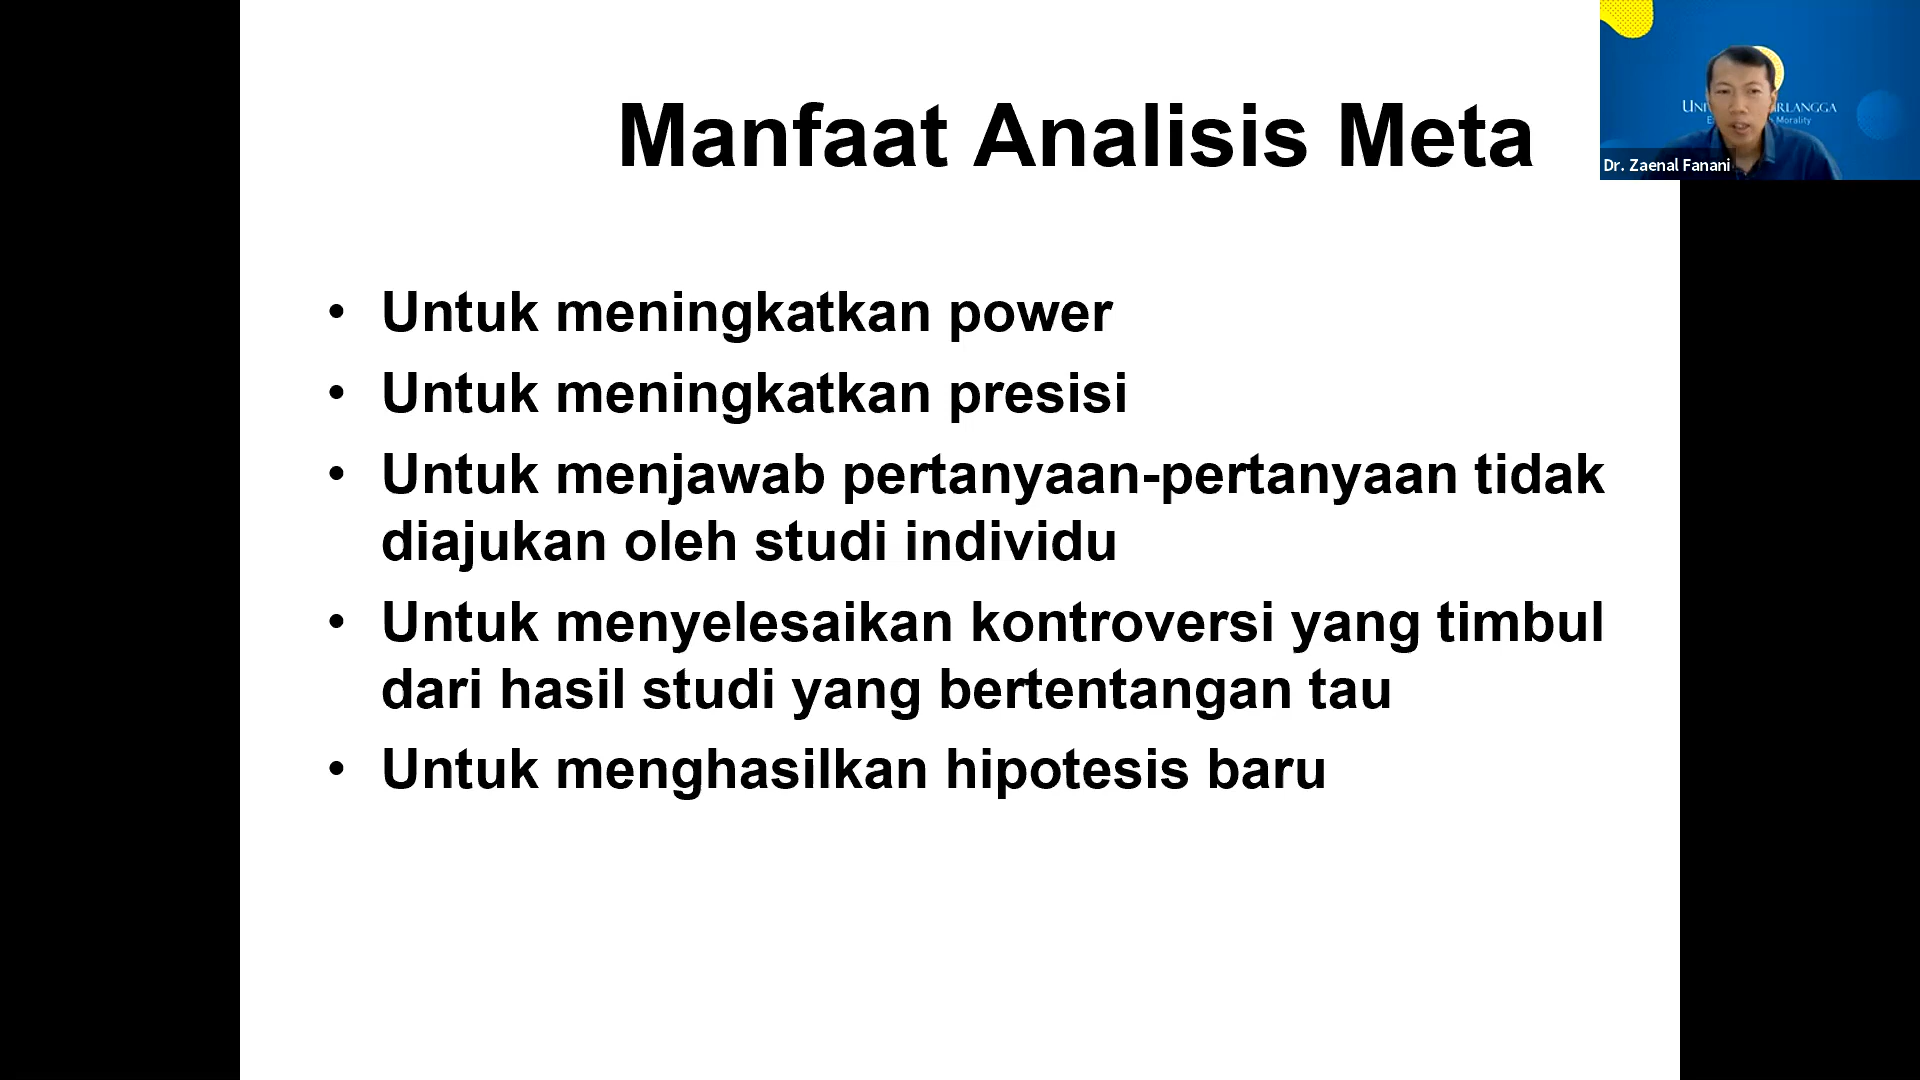 Manfaat Analisis Meta
• Untuk meningkatkan power
• Untuk meningkatkan presisi
• Untuk menjawab pertanyaan-pertanyaan tidak
diajukan oleh studi individu
• Untuk menyelesaikan kontroversi yang timbul
dari hasil studi yang bertentangan tau
• Untuk menghasilkan hipotesis baru
Morality
Dr. Zaenal Fanani